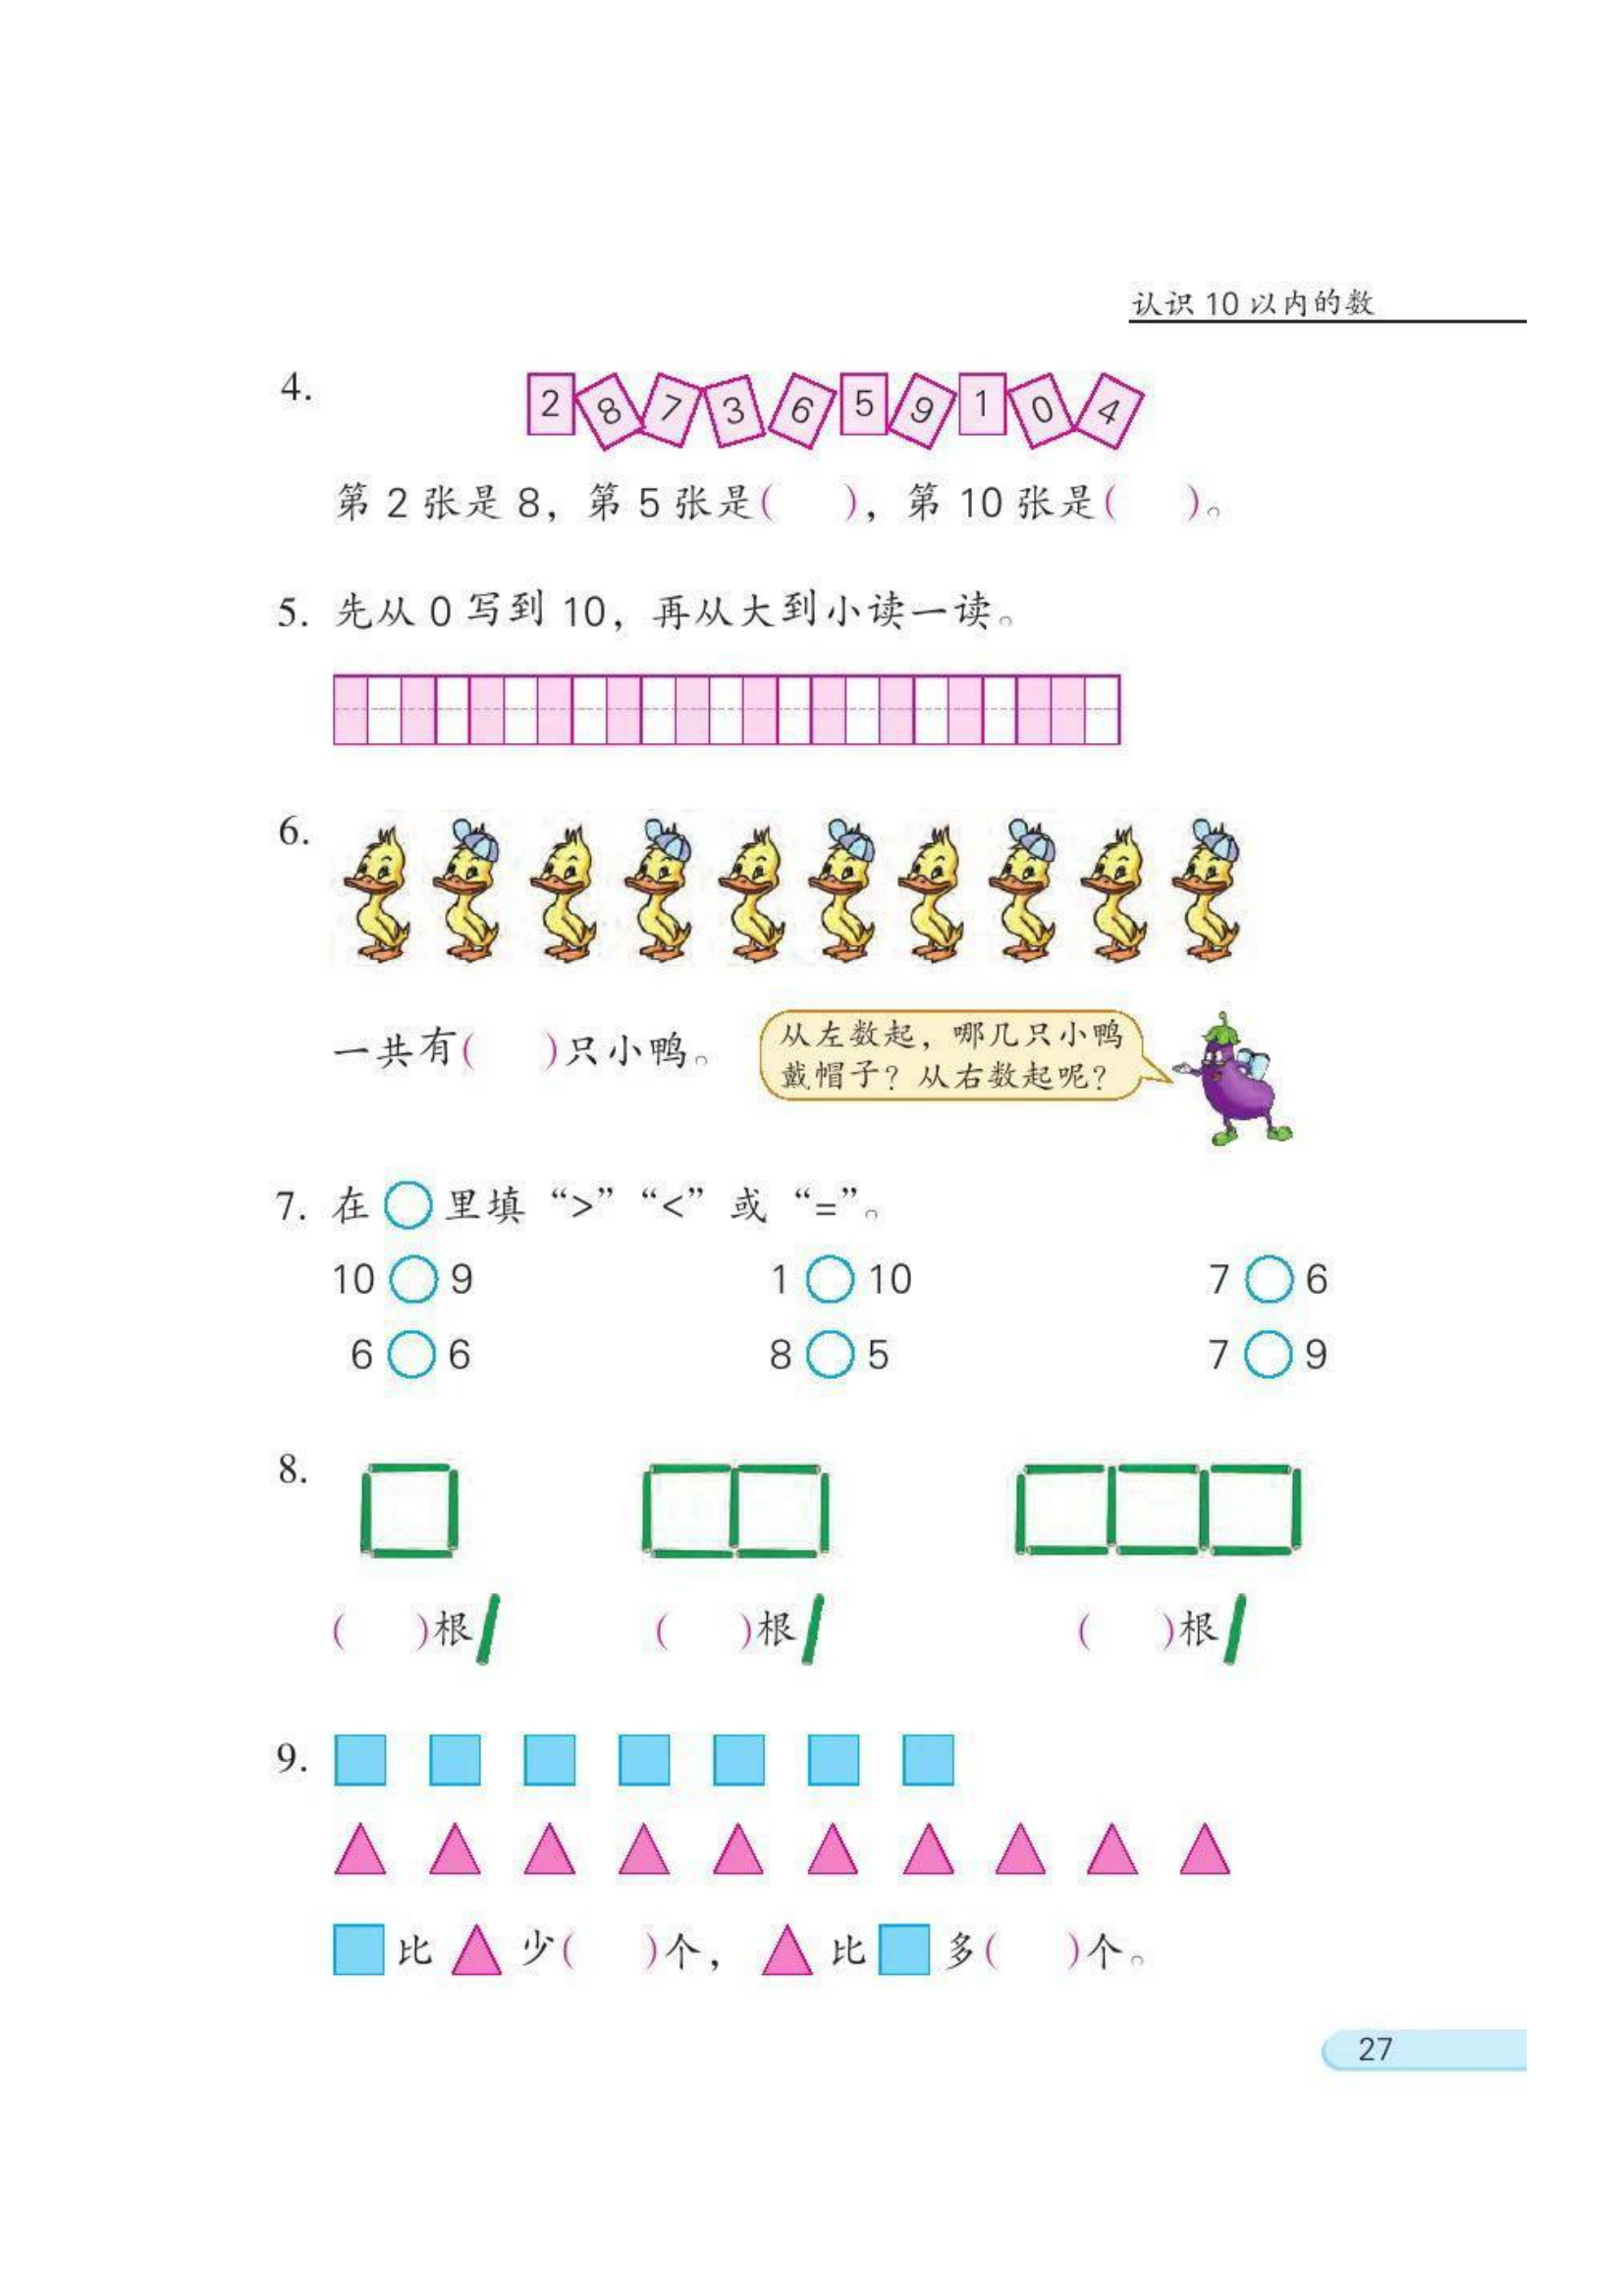 认识 10 以内的数
4.
2 8 7 3 6 5 9 1 0 4
第 2 张是 8，第 5 张是(　)，第 10 张是(　)。
5. 先从 0 写到 10，再从大到小读一读。
6.
一共有(　)只小鸭。
从左数起，哪几只小鸭
戴帽子？从右数起呢？
7. 在○里填“>”“<”或“=”。
10○9　1○10　7○6
6○6　8○5　7○9
8.
(　)根　(　)根　(　)根
9.
比　少(　)个，　比　多(　)个。
27